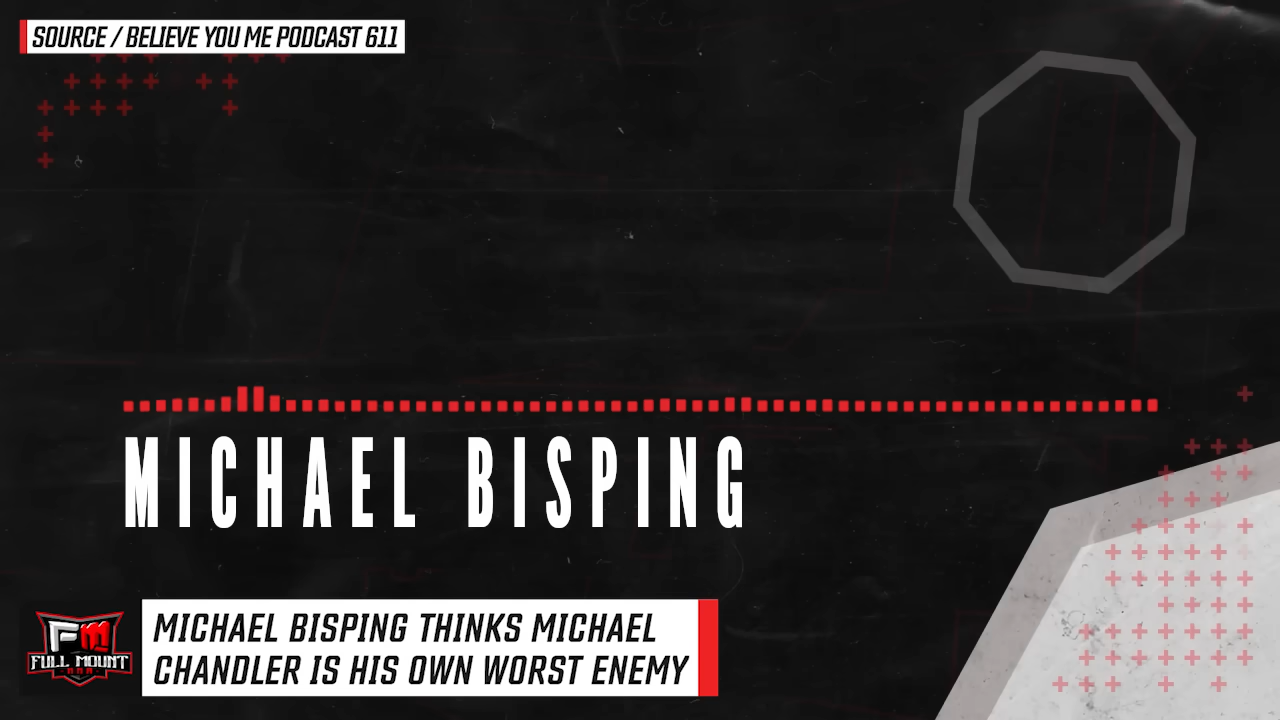 SOURCE / BELIEVE YOU ME PODCAST 611
MICHAEL BISPING
MICHAEL BISPING THINKS MICHAEL
CHANDLER IS HIS OWN WORST ENEMY
FM
FULL MOUNT